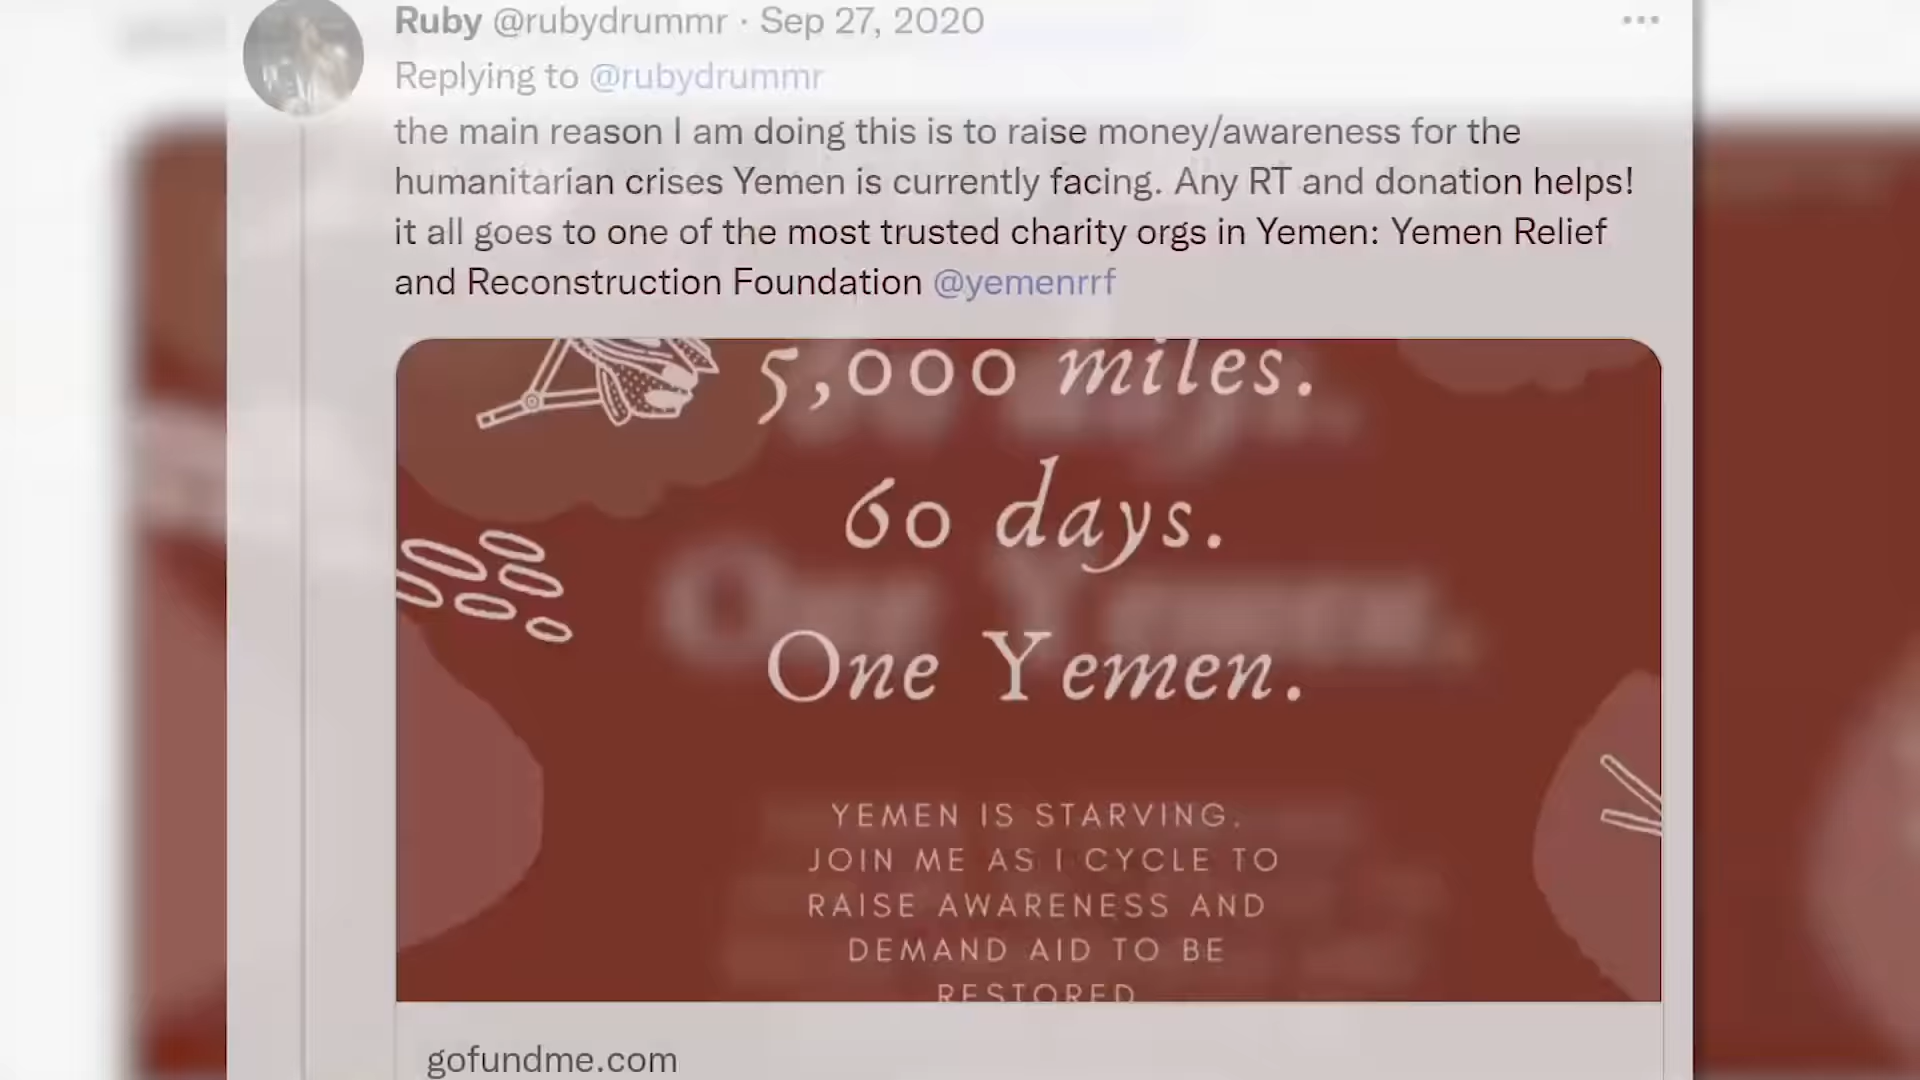 Ruby @rubydrummr · Sep 27, 2020
Replying to @rubydrummr
the main reason I am doing this is to raise money/awareness for the
humanitarian crises Yemen is currently facing. Any RT and donation helps!
it all goes to one of the most trusted charity orgs in Yemen: Yemen Relief
and Reconstruction Foundation @yemenrrf
5,000 miles.
60 days.
One Yemen.
YEMEN IS STARVING.
JOIN ME AS I CYCLE TO
RAISE AWARENESS AND
DEMAND AID TO BE
RESTORED
gofundme.com